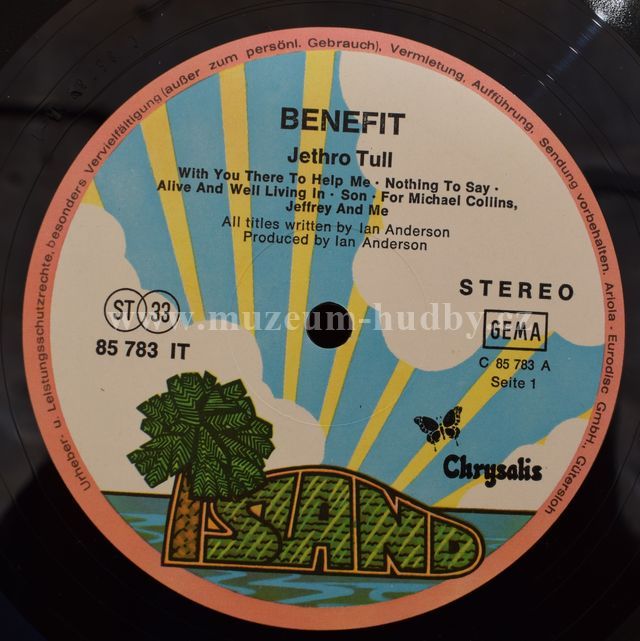 Urheber- u. Leistungsschutzrechte, besonders Vervielfältigung (außer zum persönl. Gebrauch), Vermietung, Aufführung, Sendung vorbehalten. Ariola - Eurodisc GmbH., Gütersloh
BENEFIT
Jethro Tull
With You There To Help Me · Nothing To Say ·
Alive And Well Living In · Son · For Michael Collins,
Jeffrey And Me
All titles written by Ian Anderson
Produced by Ian Anderson
STEREO
ST 33
www.muzeum-hudby.cz
GEMA
85 783 IT
C 85 783 A
Seite 1
Chrysalis
ISLAND